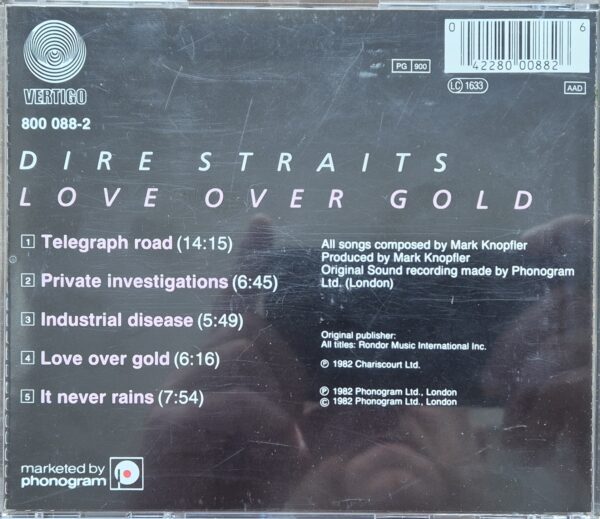 VERTIGO
800 088-2
PG 900
0 42280 00882 6
LC 1633
AAD
DIRE STRAITS
LOVE OVER GOLD
1 Telegraph road (14:15)
2 Private investigations (6:45)
3 Industrial disease (5:49)
4 Love over gold (6:16)
5 It never rains (7:54)
All songs composed by Mark Knopfler
Produced by Mark Knopfler
Original Sound recording made by Phonogram
Ltd. (London)
Original publisher:
All titles: Rondor Music International Inc.
℗ 1982 Chariscourt Ltd.
℗ 1982 Phonogram Ltd., London
© 1982 Phonogram Ltd., London
marketed by
phonogram